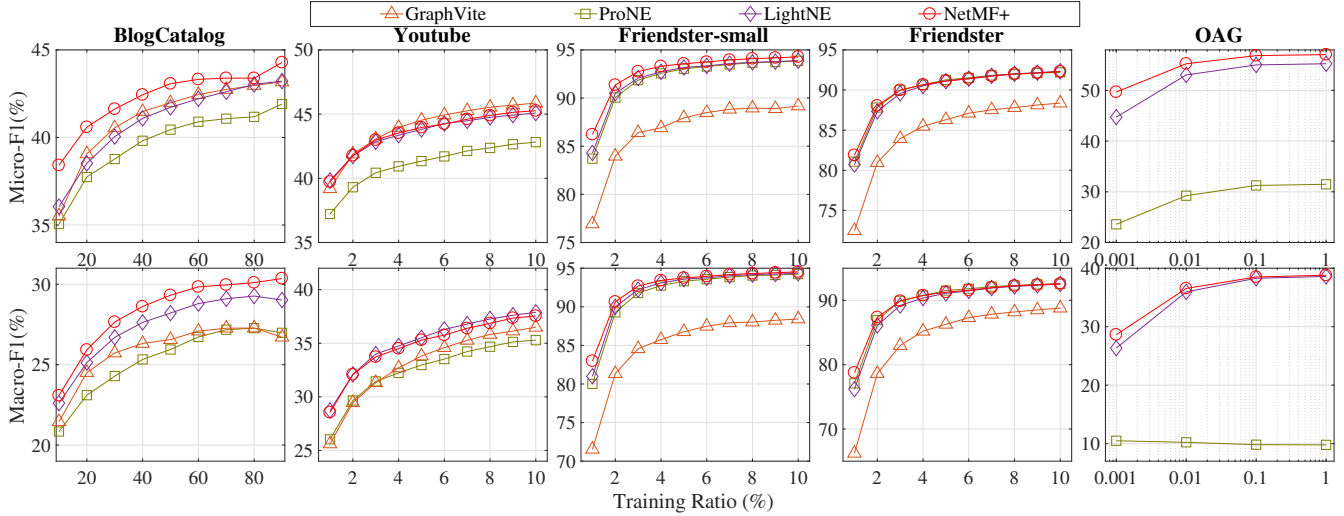 GraphVite ProNE LightNE NetMF+
BlogCatalog Youtube Friendster-small Friendster OAG
Micro-F1(%)
45
40
35
20 40 60 80
50
45
40
35
2 4 6 8 10
95
90
85
80
75
2 4 6 8 10
95
90
85
80
75
2 4 6 8 10
50
40
30
20
0.001 0.01 0.1 1
Macro-F1(%)
30
25
20
20 40 60 80
40
35
30
25
2 4 6 8 10
95
90
85
80
75
70
2 4 6 8 10
90
80
70
2 4 6 8 10
40
30
20
10
0.001 0.01 0.1 1
Training Ratio (%)